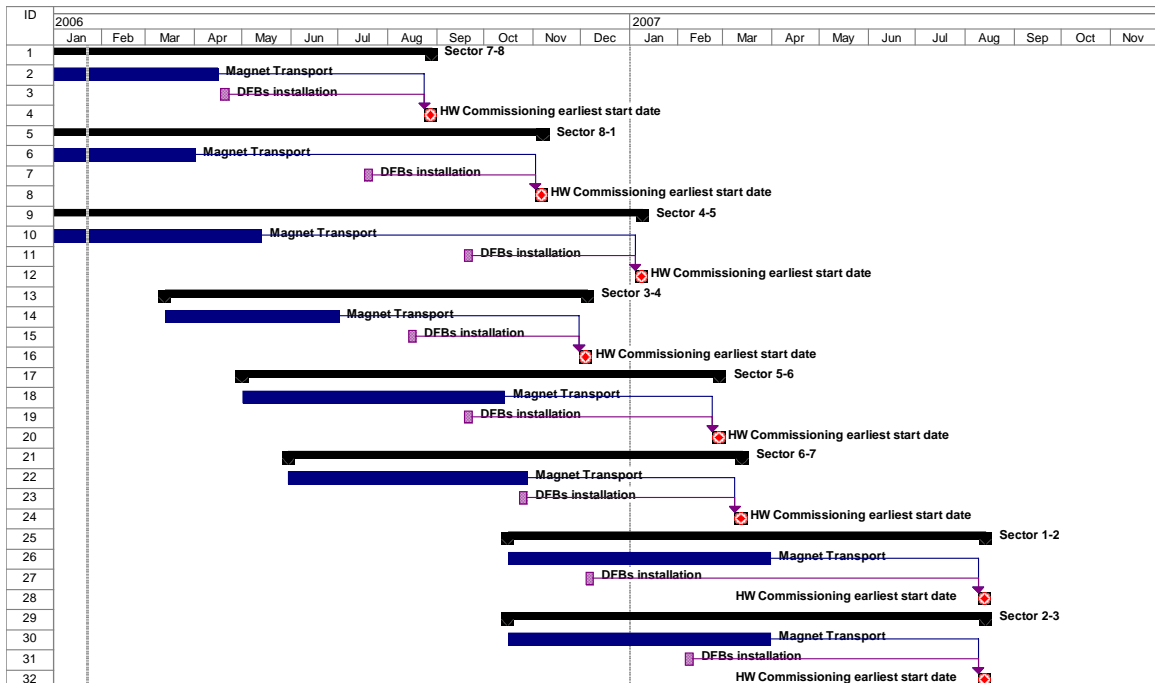 ID
2006 2007
Jan Feb Mar Apr May Jun Jul Aug Sep Oct Nov Dec Jan Feb Mar Apr May Jun Jul Aug Sep Oct Nov
1 Sector 7-8
2 Magnet Transport
3 DFBs installation
4 HW Commissioning earliest start date
5 Sector 8-1
6 Magnet Transport
7 DFBs installation
8 HW Commissioning earliest start date
9 Sector 4-5
10 Magnet Transport
11 DFBs installation
12 HW Commissioning earliest start date
13 Sector 3-4
14 Magnet Transport
15 DFBs installation
16 HW Commissioning earliest start date
17 Sector 5-6
18 Magnet Transport
19 DFBs installation
20 HW Commissioning earliest start date
21 Sector 6-7
22 Magnet Transport
23 DFBs installation
24 HW Commissioning earliest start date
25 Sector 1-2
26 Magnet Transport
27 DFBs installation
28 HW Commissioning earliest start date
29 Sector 2-3
30 Magnet Transport
31 DFBs installation
32 HW Commissioning earliest start date